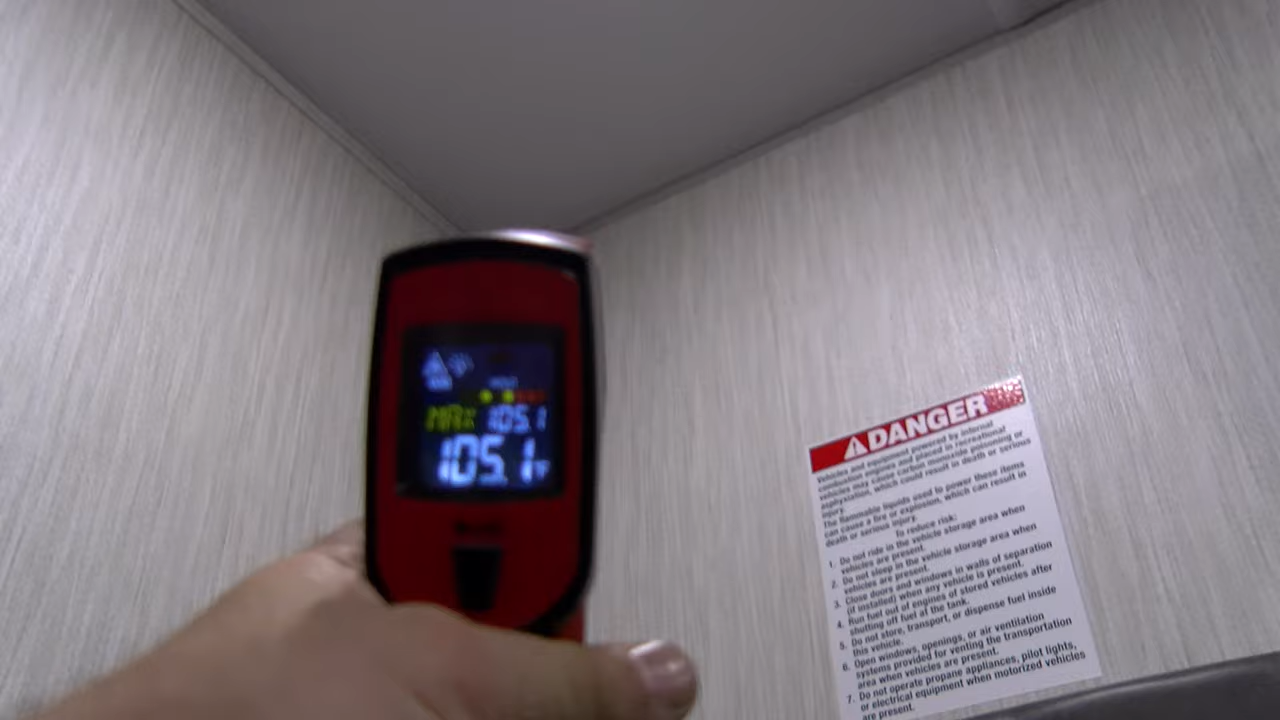 MAX 105.1
105.1°F
DANGER
Vehicles and equipment powered by internal
combustion engines and placed in recreational
vehicles may cause carbon monoxide poisoning or
asphyxiation, which could result in death or serious
injury.
The flammable liquids used to power these items
can cause a fire or explosion, which can result in
death or serious injury.
To reduce risk:
1. Do not ride in the vehicle storage area when
vehicles are present.
2. Do not sleep in the vehicle storage area when
vehicles are present.
3. Close doors and windows in walls of separation
(if installed) when any vehicle is present.
4. Run fuel out of engines of stored vehicles after
shutting off fuel at the tank.
5. Do not store, transport, or dispense fuel inside
this vehicle.
6. Open windows, openings, or air ventilation
systems provided for venting the transportation
area when vehicles are present.
7. Do not operate propane appliances, pilot lights,
or electrical equipment when motorized vehicles
are present.